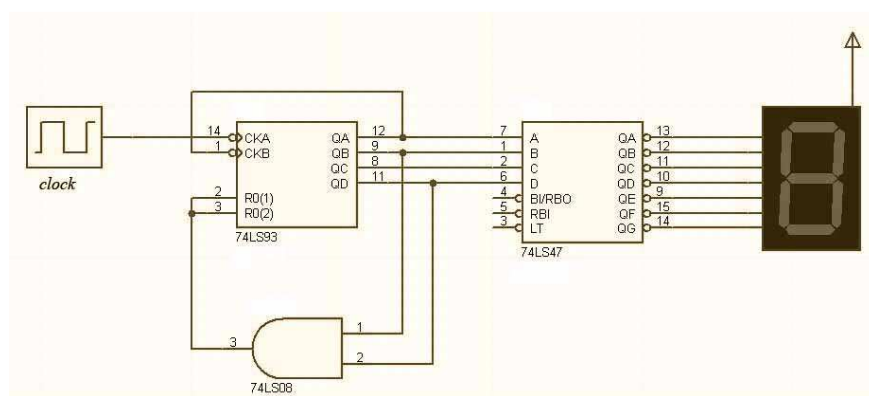 clock
14 CKA QA 12
1 CKB QB 9
QC 8
QD 11
2 R0(1)
3 R0(2)
74LS93
7 A QA 13
1 B QB 12
2 C QC 11
6 D QD 10
4 BI/RBO QE 9
5 RBI QF 15
3 LT QG 14
74LS47
3 1
2
74LS08